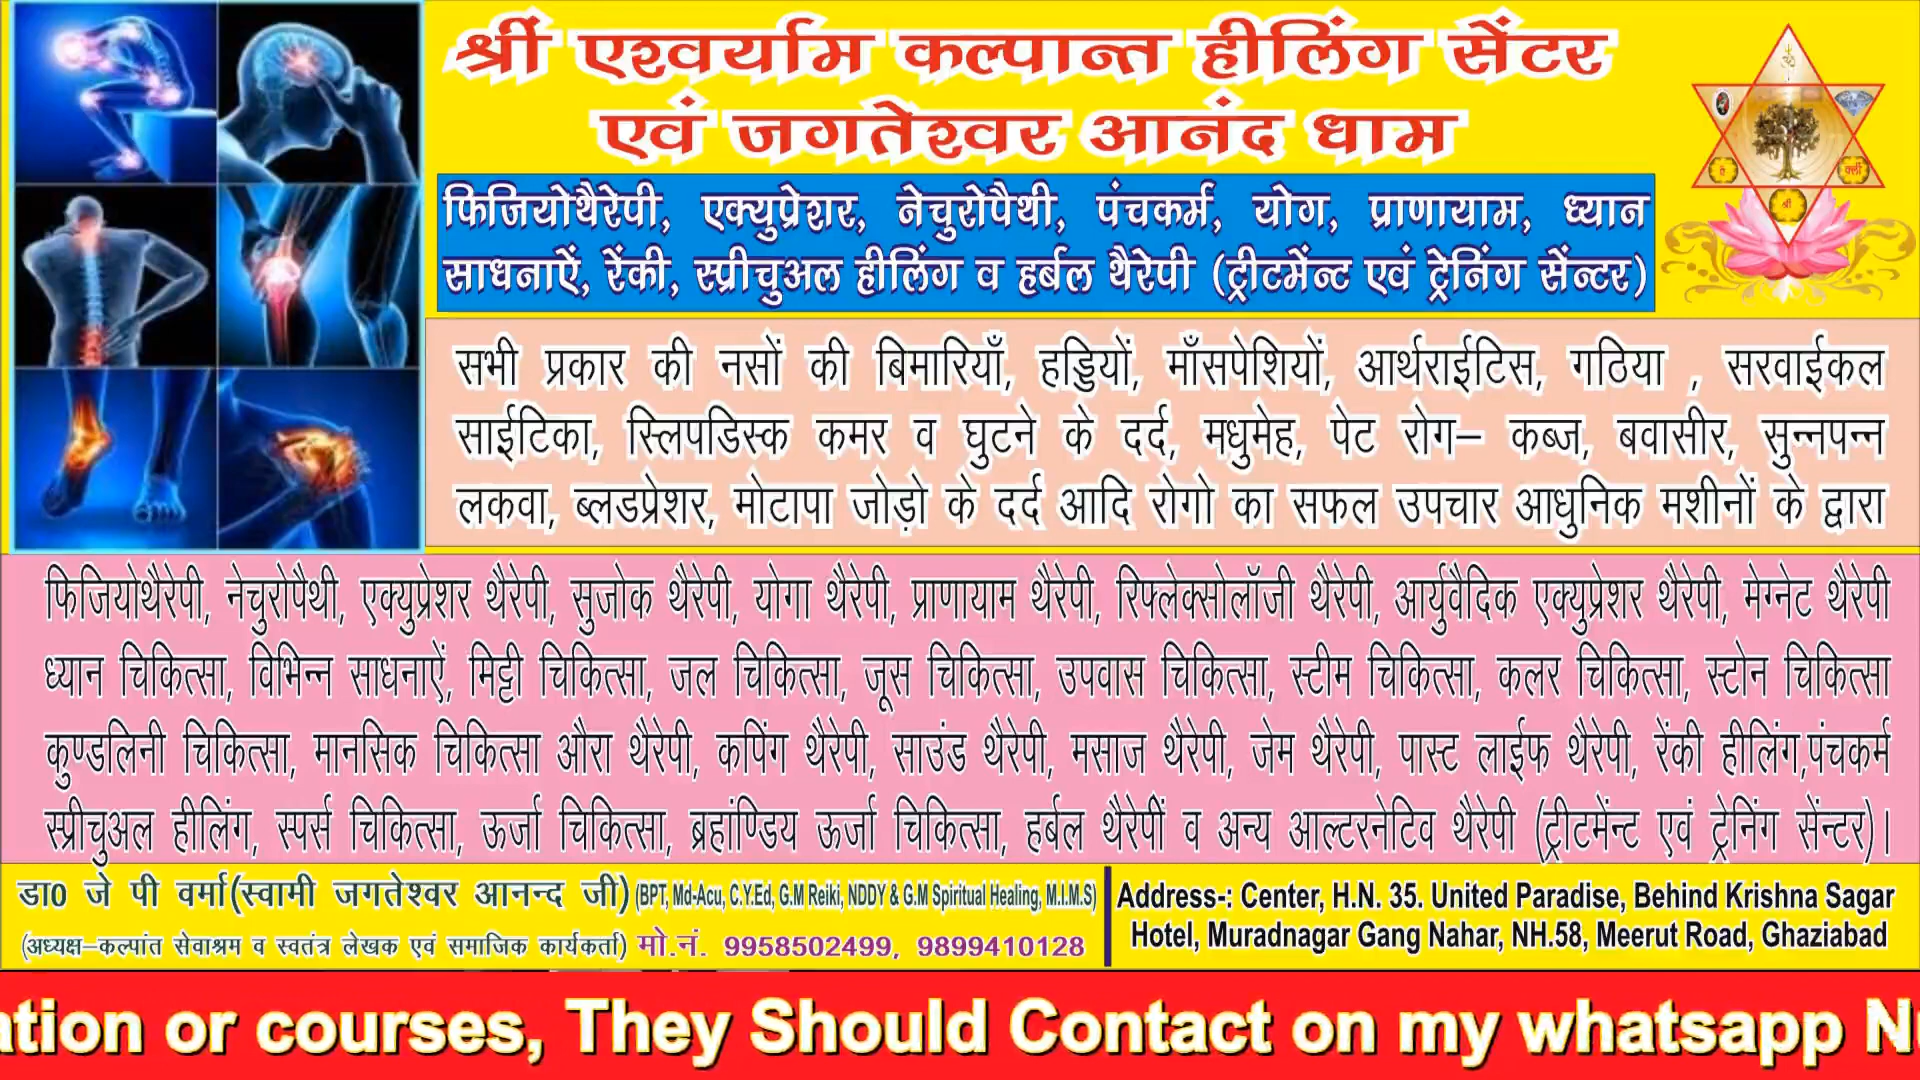 श्रीं एश्वर्याम कल्पान्त हीलिंग सेंटर
एवं जगतेश्वर आनंद धाम
फिजियोथैरेपी, एक्युप्रेशर, नेचुरोपैथी, पंचकर्म, योग, प्राणायाम, ध्यान
साधनाऐं, रेंकी, स्प्रीचुअल हीलिंग व हर्बल थैरेपी (ट्रीटमेंन्ट एवं ट्रेनिंग सेंन्टर)
सभी प्रकार की नसों की बिमारियाँ, हड्डियों, माँसपेशियों, आर्थराईटिस, गठिया , सरवाईकल
साईटिका, स्लिपडिस्क कमर व घुटने के दर्द, मधुमेह, पेट रोग– कब्ज, बवासीर, सुन्नपन्न
लकवा, ब्लडप्रेशर, मोटापा जोड़ो के दर्द आदि रोगो का सफल उपचार आधुनिक मशीनों के द्वारा
फिजियोथैरेपी, नेचुरोपैथी, एक्युप्रेशर थैरेपी, सुजोक थैरेपी, योगा थैरेपी, प्राणायाम थैरेपी, रिफ्लेक्सोलॉजी थैरेपी, आर्युवैदिक एक्युप्रेशर थैरेपी, मेग्नेट थैरेपी
ध्यान चिकित्सा, विभिन्न साधनाऐं, मिट्टी चिकित्सा, जल चिकित्सा, जूस चिकित्सा, उपवास चिकित्सा, स्टीम चिकित्सा, कलर चिकित्सा, स्टोन चिकित्सा
कुण्डलिनी चिकित्सा, मानसिक चिकित्सा औरा थैरेपी, कपिंग थैरेपी, साउंड थैरेपी, मसाज थैरेपी, जेम थैरेपी, पास्ट लाईफ थैरेपी, रेंकी हीलिंग,पंचकर्म
स्प्रीचुअल हीलिंग, स्पर्स चिकित्सा, ऊर्जा चिकित्सा, ब्रहांण्डिय ऊर्जा चिकित्सा, हर्बल थैरेपीं व अन्य आल्टरनेटिव थैरेपी (ट्रीटमेंन्ट एवं ट्रेनिंग सेंन्टर)।
डा0 जे पी वर्मा(स्वामी जगतेश्वर आनन्द जी) (BPT, Md-Acu, C.Y.Ed, G.M Reiki, NDDY & G.M Spiritual Healing, M.I.M.S)
(अध्यक्ष–कल्पांत सेवाश्रम व स्वतंत्र लेखक एवं समाजिक कार्यकर्ता) मो.नं. 9958502499, 9899410128
Address-: Center, H.N. 35. United Paradise, Behind Krishna Sagar
Hotel, Muradnagar Gang Nahar, NH.58, Meerut Road, Ghaziabad
ation or courses, They Should Contact on my whatsapp N